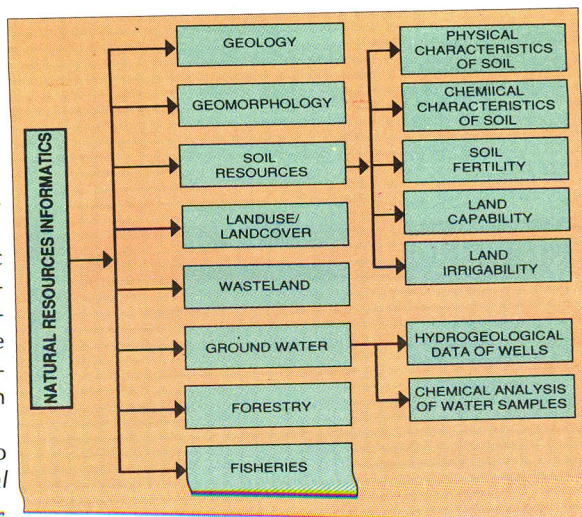 NATURAL RESOURCES INFORMATICS
GEOLOGY
GEOMORPHOLOGY
SOIL
RESOURCES
LANDUSE/
LANDCOVER
WASTELAND
GROUND WATER
FORESTRY
FISHERIES
PHYSICAL
CHARACTERISTICS
OF SOIL
CHEMIICAL
CHARACTERISTICS
OF SOIL
SOIL
FERTILITY
LAND
CAPABILITY
LAND
IRRIGABILITY
HYDROGEOLOGICAL
DATA OF WELLS
CHEMICAL ANALYSIS
OF WATER SAMPLES